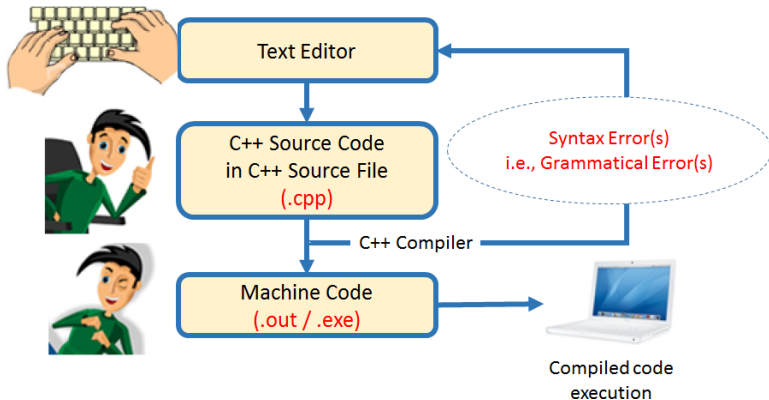 Text Editor
C++ Source Code
in C++ Source File
(.cpp)
Syntax Error(s)
i.e., Grammatical Error(s)
C++ Compiler
Machine Code
(.out / .exe)
Compiled code
execution